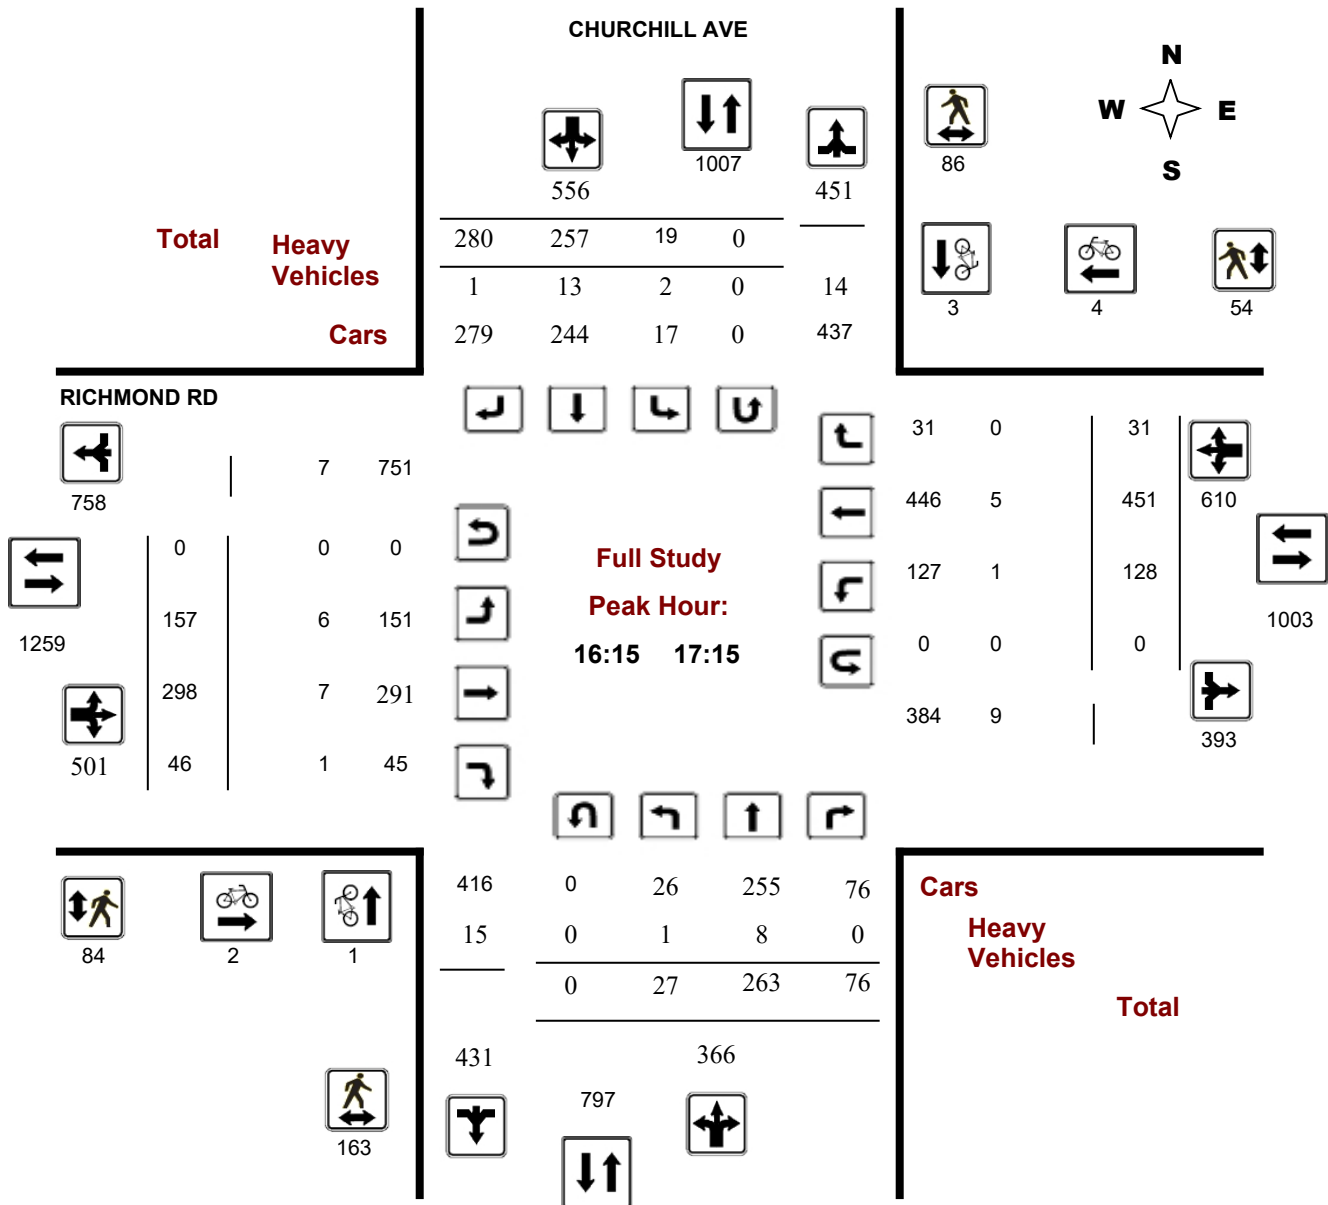 CHURCHILL AVE
N
W E
S
86
1007
556 451
Total Heavy Vehicles
280 257 19 0
1 13 2 0 14
Cars 279 244 17 0 437
3 4 54
RICHMOND RD
31 0 31
7 751
758
446 5 451 610
0 0 0
Full Study
Peak Hour:
16:15 17:15
127 1 128
157 6 151
1259
1003
0 0 0
298 7 291
384 9
393
501 46 1 45
416 0 26 255 76
Cars
15 0 1 8 0
Heavy
Vehicles
84 2 1
0 27 263 76
Total
431 366
797
163